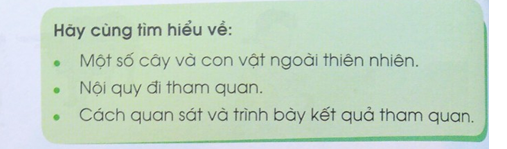 Hãy cùng tìm hiểu về:
• Một số cây và con vật ngoài thiên nhiên.
• Nội quy đi tham quan.
• Cách quan sát và trình bày kết quả tham quan.